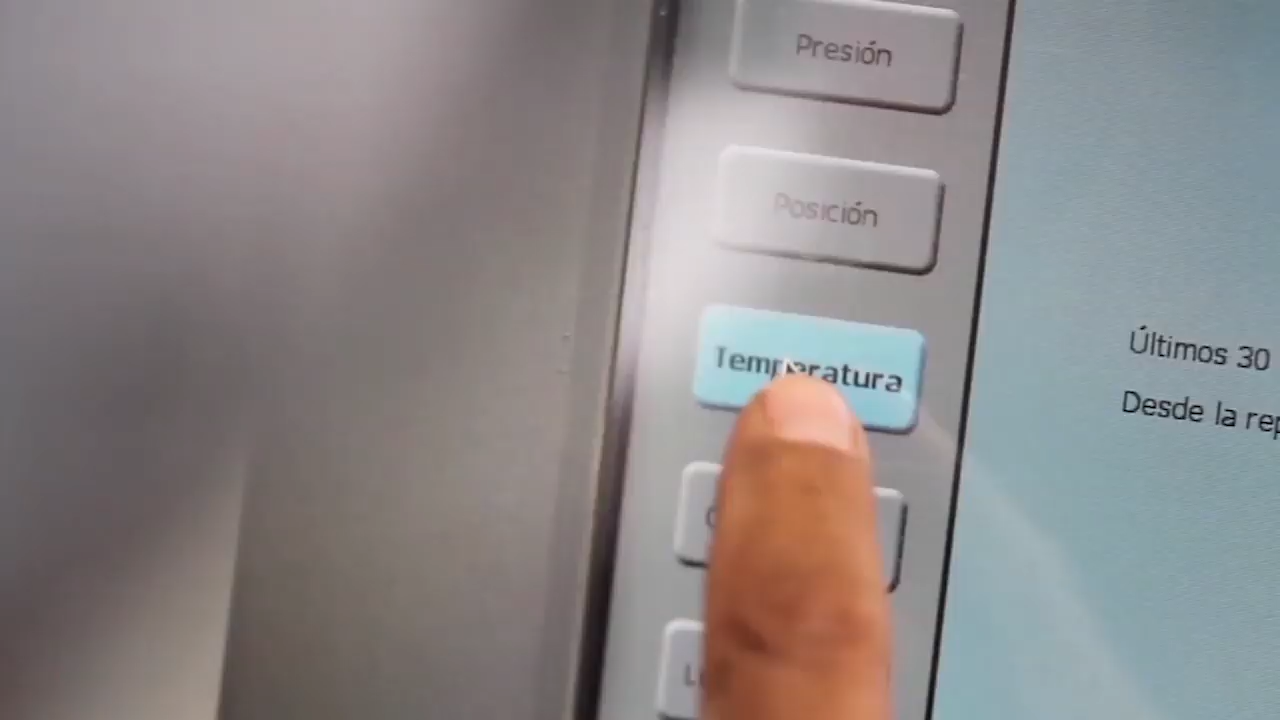 Presión
Posición
Temperatura
Últimos 30
Desde la rep